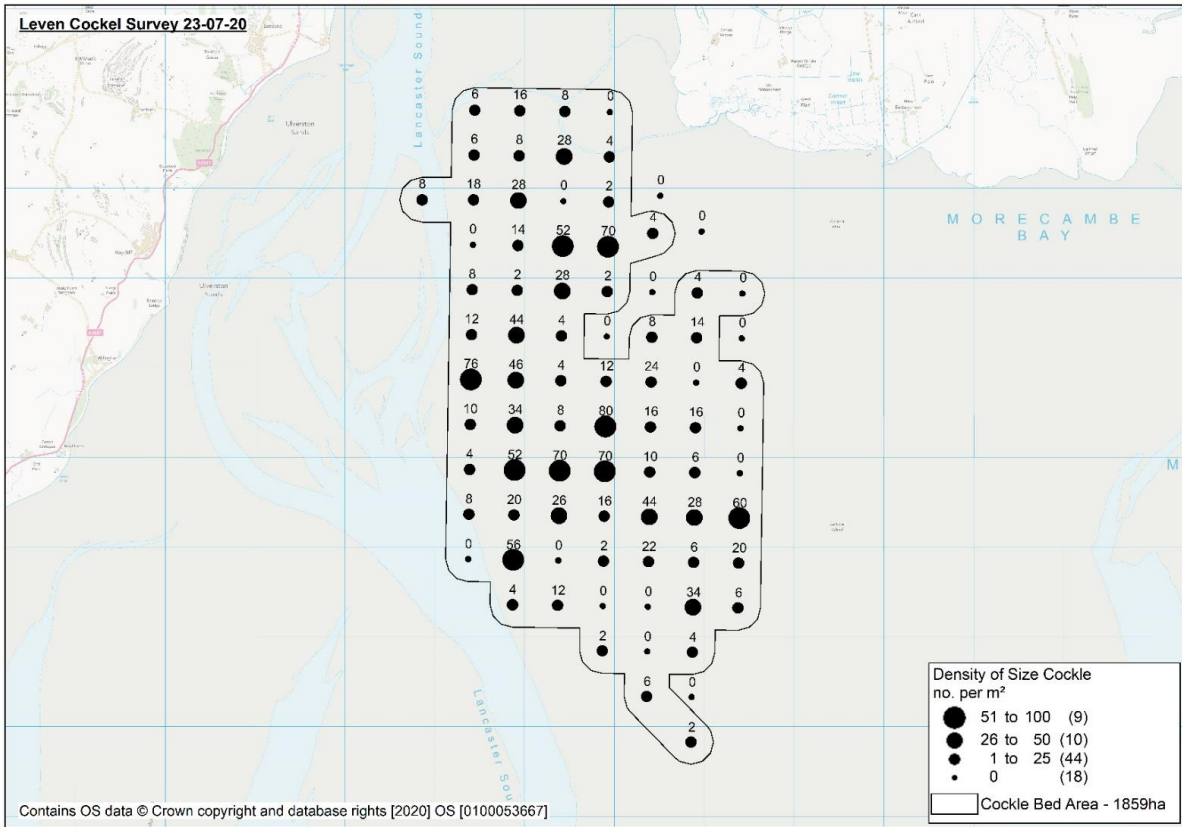 Leven Cockel Survey 23-07-20
Lancaster Sound
Ulverston
Sands
MORECAMBE
BAY
Ulverston
Sands
6 16 8 0
6 8 28 4
8 18 28 0 2 0
0 14 52 70 4 0
8 2 28 2 0 4 0
12 44 4 0 8 14 0
76 46 4 12 24 0 4
10 34 8 80 16 16 0
4 52 70 70 10 6 0
8 20 26 16 44 28 60
0 56 0 2 22 6 20
4 12 0 0 34 6
2 0 4
6 0
2
M
Lancaster Sou
Density of Size Cockle
no. per m²
51 to 100 (9)
26 to 50 (10)
1 to 25 (44)
0 (18)
Cockle Bed Area - 1859ha
Contains OS data © Crown copyright and database rights [2020] OS [0100053667]